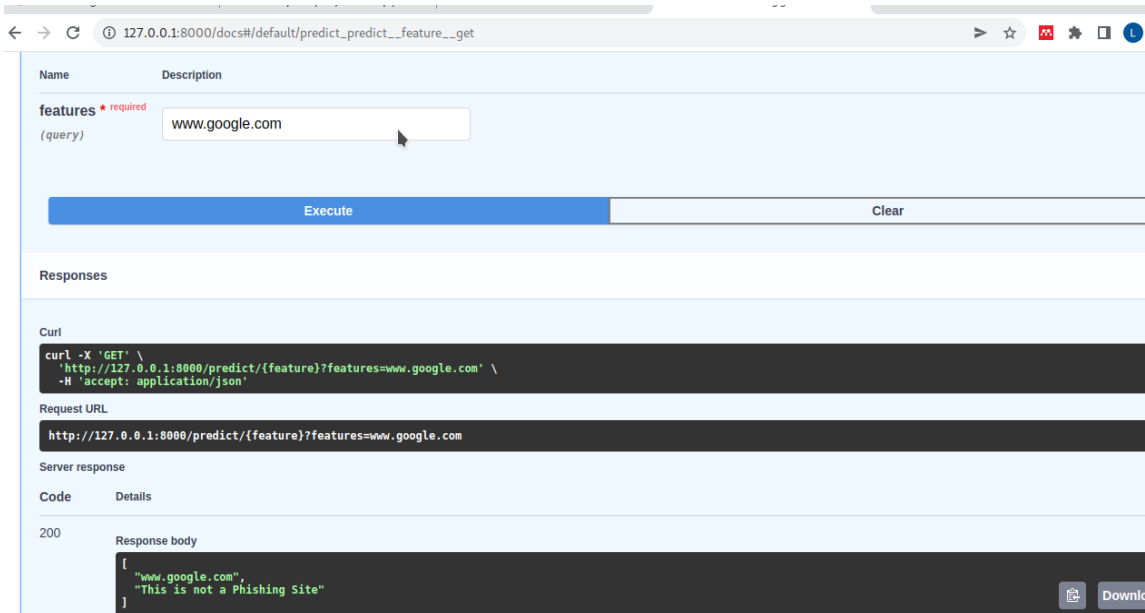 127.0.0.1:8000/docs#/default/predict_predict__feature__get
L
Name Description
features * required
(query)
www.google.com
Execute Clear
Responses
Curl
curl -X 'GET' \
'http://127.0.0.1:8000/predict/{feature}?features=www.google.com' \
-H 'accept: application/json'
Request URL
http://127.0.0.1:8000/predict/{feature}?features=www.google.com
Server response
Code Details
200
Response body
[
"www.google.com",
"This is not a Phishing Site"
]
Downlo